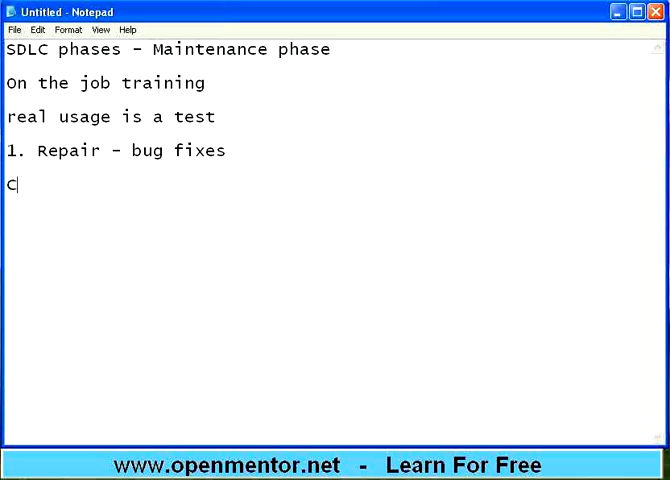 Untitled - Notepad
File Edit Format View Help
SDLC phases - Maintenance phase
On the job training
real usage is a test
1. Repair - bug fixes
C
www.openmentor.net - Learn For Free